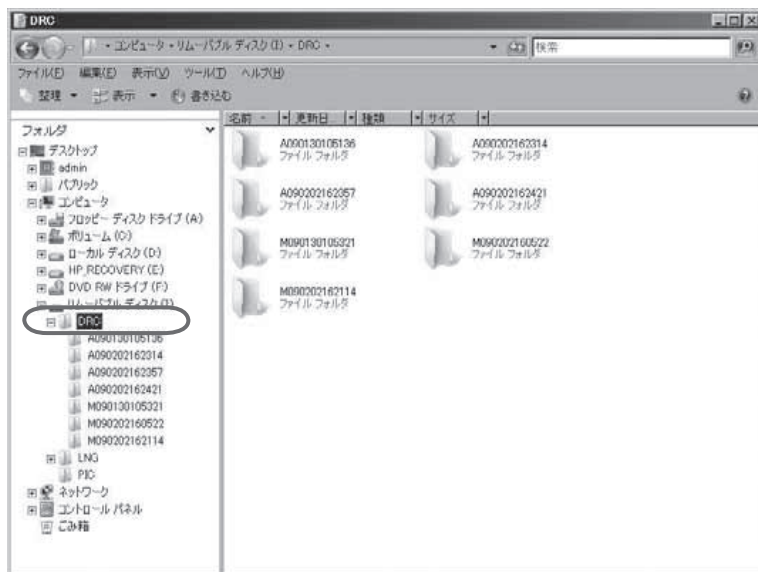 DRC
コンピュータ • リムーバブル ディスク (I) • DRC •
検索
ファイル(F) 編集(E) 表示(V) ツール(T) ヘルプ(H)
整理 表示 書き込む
名前 更新日... 種類 サイズ
フォルダ
デスクトップ
admin
パブリック
コンピュータ
フロッピー ディスク ドライブ (A)
ボリューム (C:)
ローカル ディスク (D:)
HP_RECOVERY (E:)
DVD RW ドライブ (F:)
リムーバブル ディスク (I)
DRC
A090130105136
A090202162314
A090202162357
A090202162421
M090130105321
M090202160522
M090202162114
LNG
PIC
ネットワーク
コントロール パネル
ごみ箱
A090130105136
ファイル フォルダ
A090202162314
ファイル フォルダ
A090202162357
ファイル フォルダ
A090202162421
ファイル フォルダ
M090130105321
ファイル フォルダ
M090202160522
ファイル フォルダ
M090202162114
ファイル フォルダ